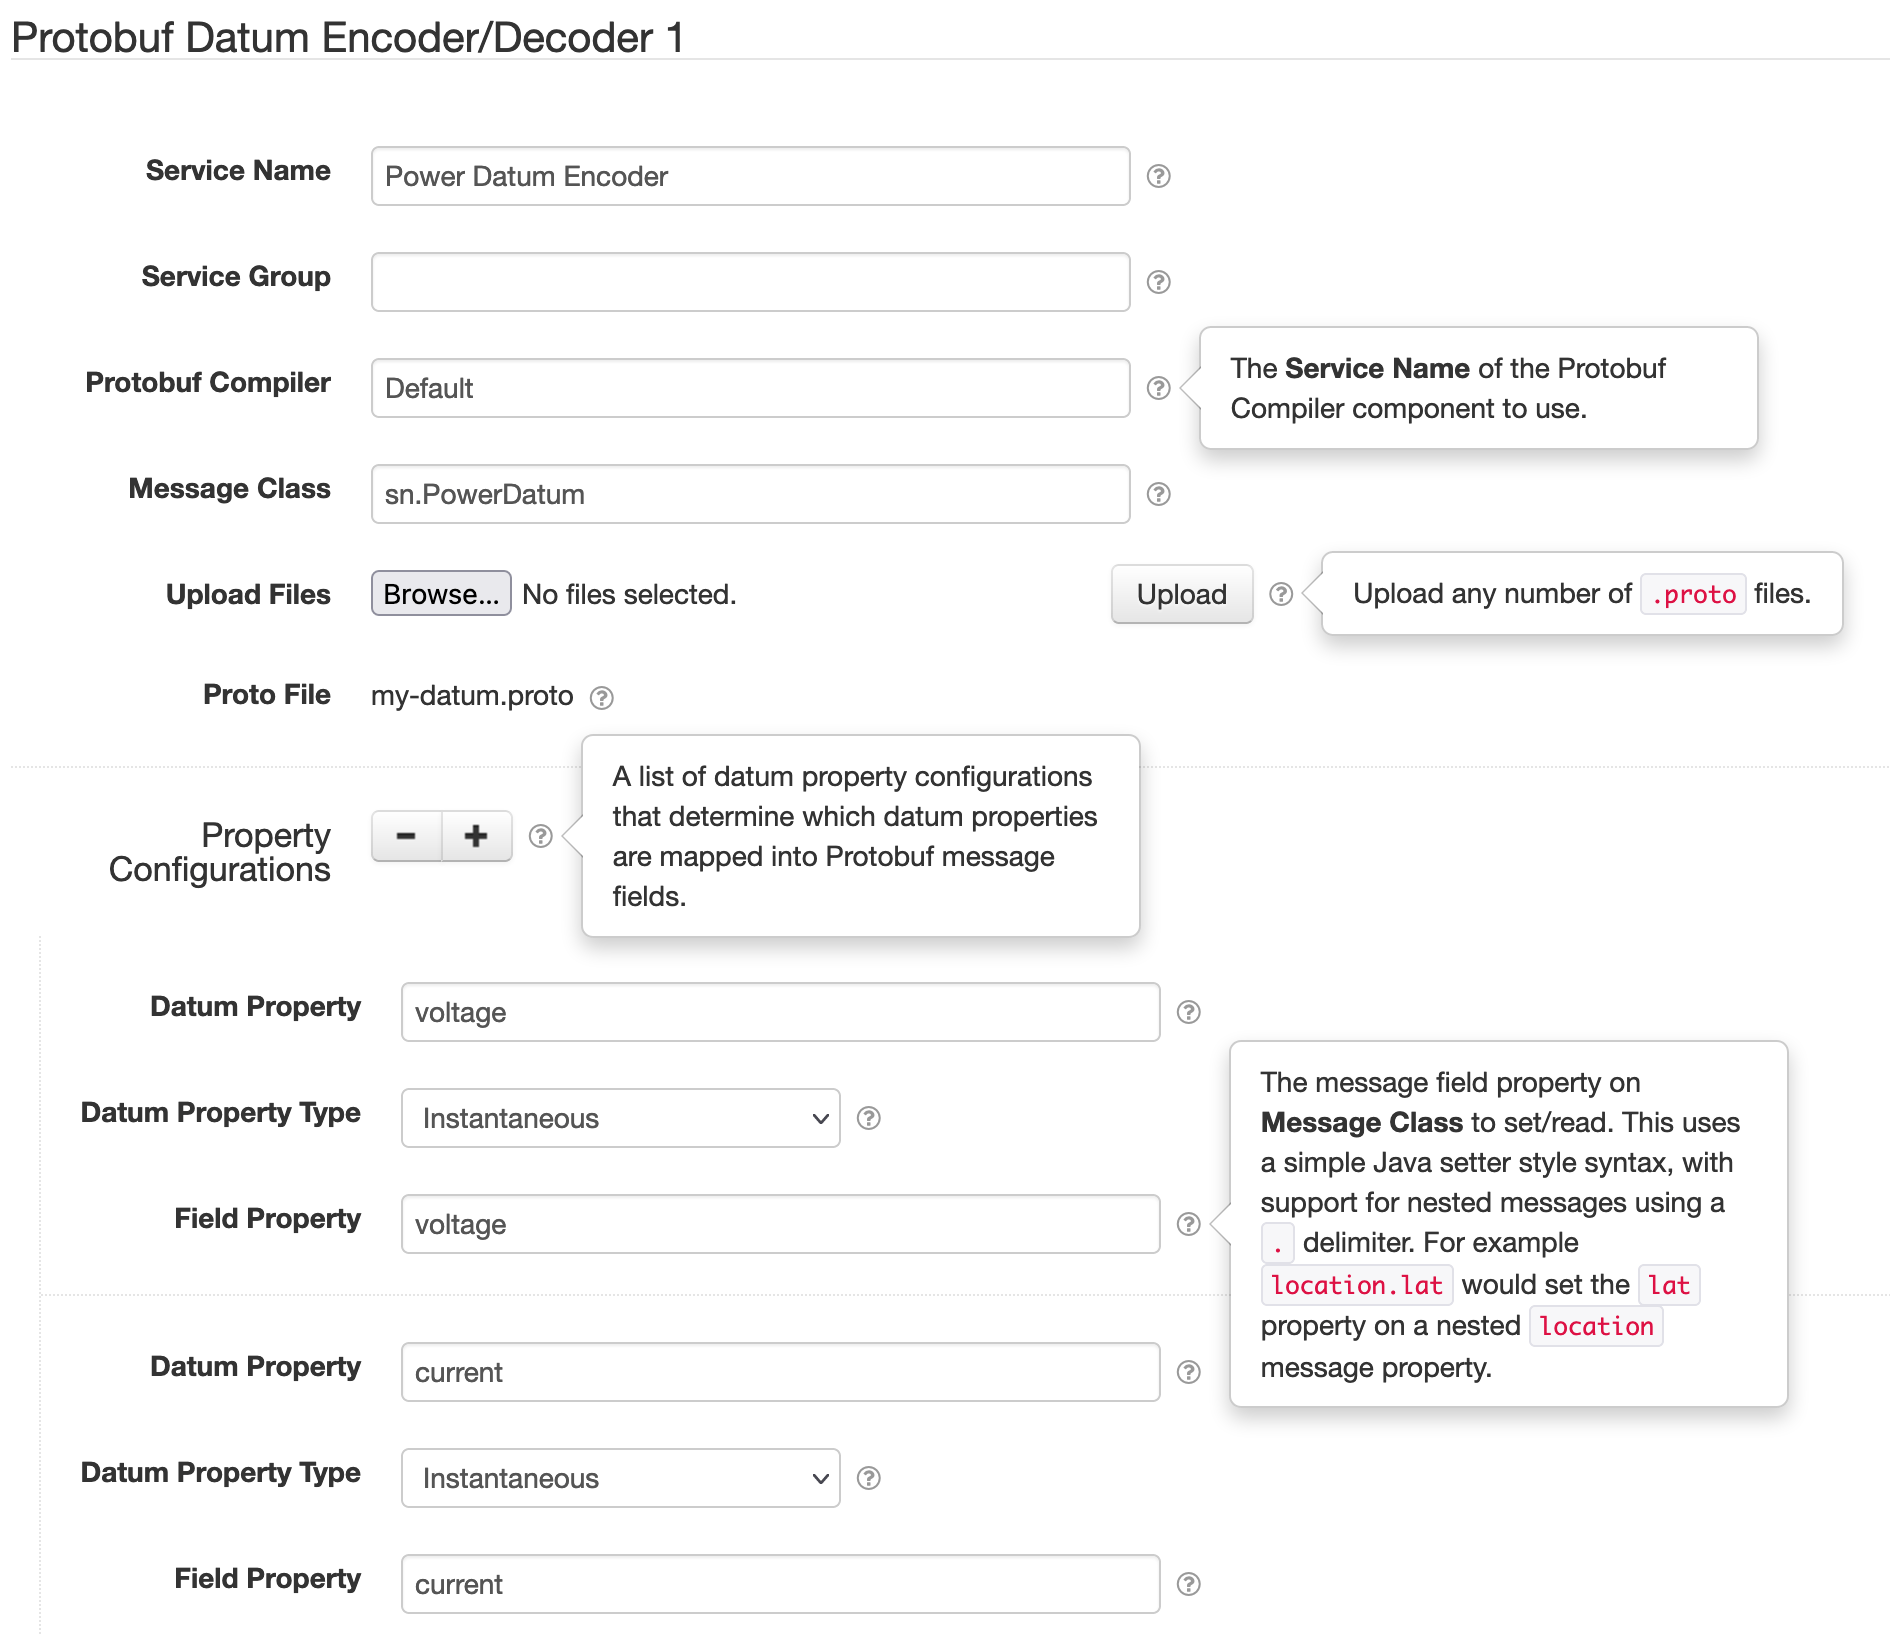 Protobuf Datum Encoder/Decoder 1
Service Name
Power Datum Encoder
?
Service Group
?
Protobuf Compiler
Default
?
The Service Name of the Protobuf
Compiler component to use.
Message Class
sn.PowerDatum
?
Upload Files
Browse... No files selected.
Upload
?
Upload any number of .proto files.
Proto File
my-datum.proto
?
Property
Configurations
?
A list of datum property configurations
that determine which datum properties
are mapped into Protobuf message
fields.
Datum Property
voltage
?
Datum Property Type
Instantaneous
?
Field Property
voltage
?
The message field property on
Message Class to set/read. This uses
a simple Java setter style syntax, with
support for nested messages using a
. delimiter. For example
location.lat would set the lat
property on a nested location
message property.
Datum Property
current
?
Datum Property Type
Instantaneous
?
Field Property
current
?